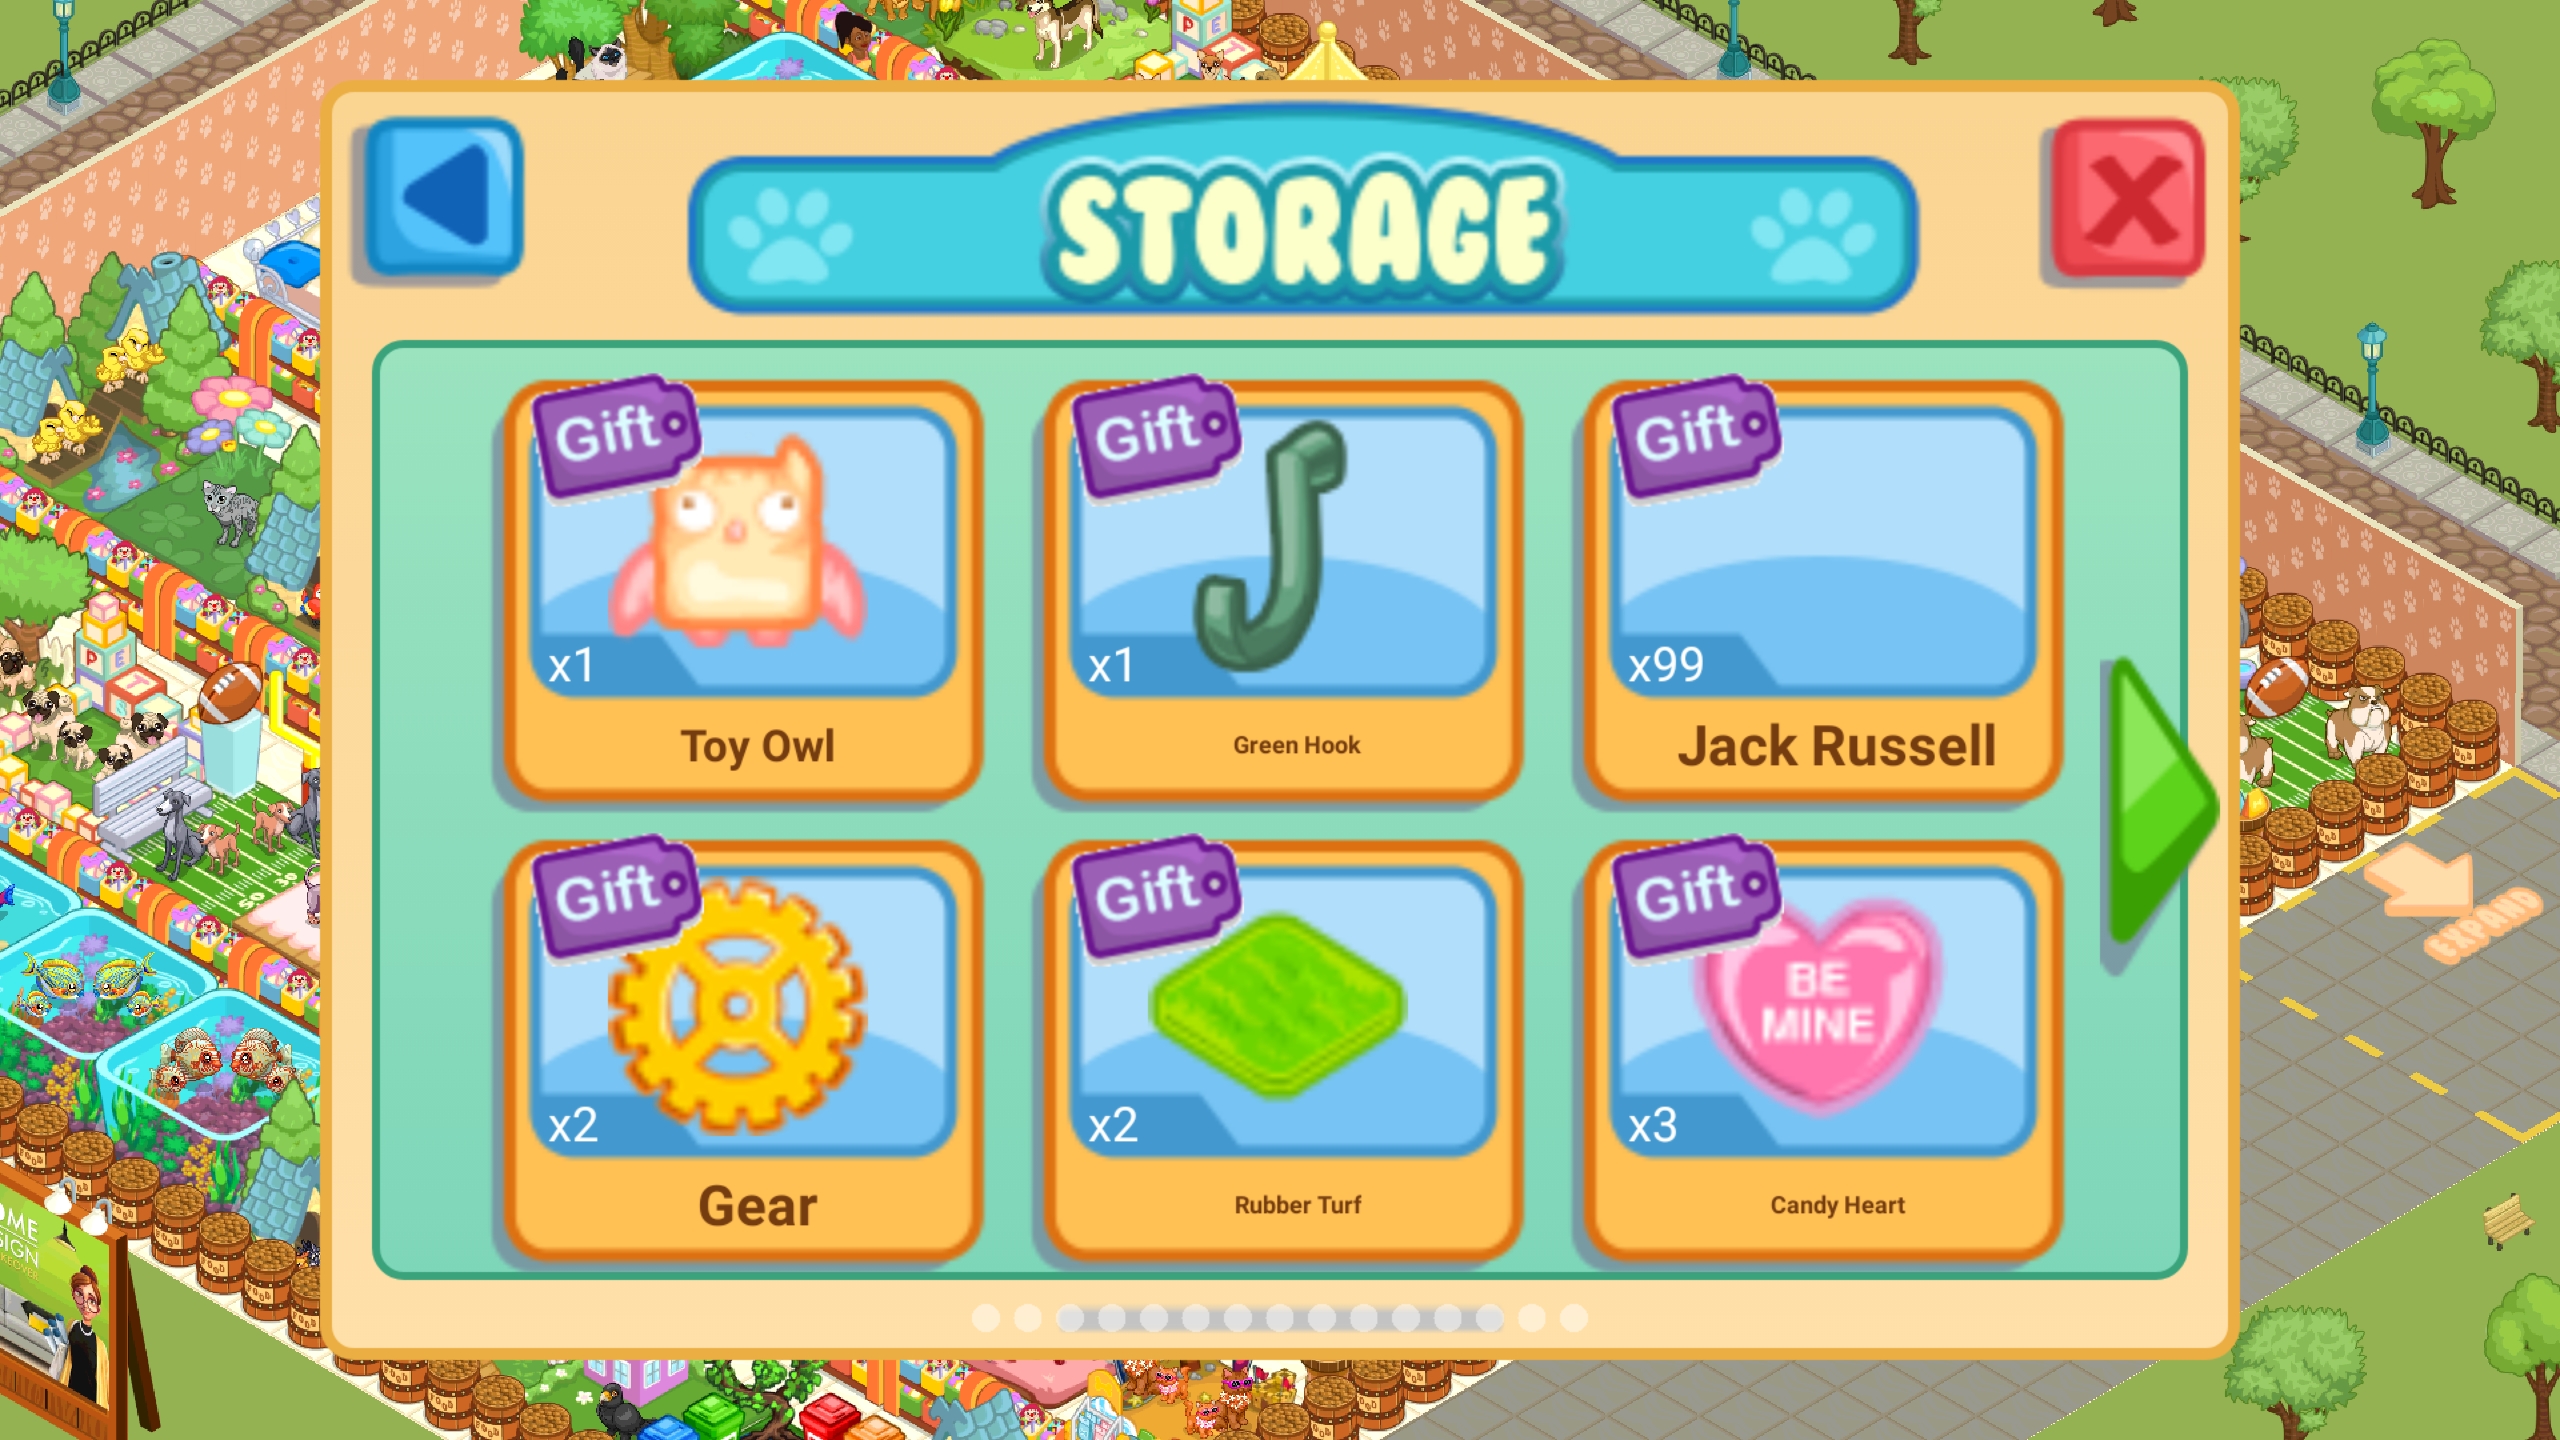 STORAGE
Gift
x1
Toy Owl
Gift
x1
Green Hook
Gift
x99
Jack Russell
Gift
x2
Gear
Gift
x2
Rubber Turf
Gift
BE
MINE
x3
Candy Heart
EXPAND